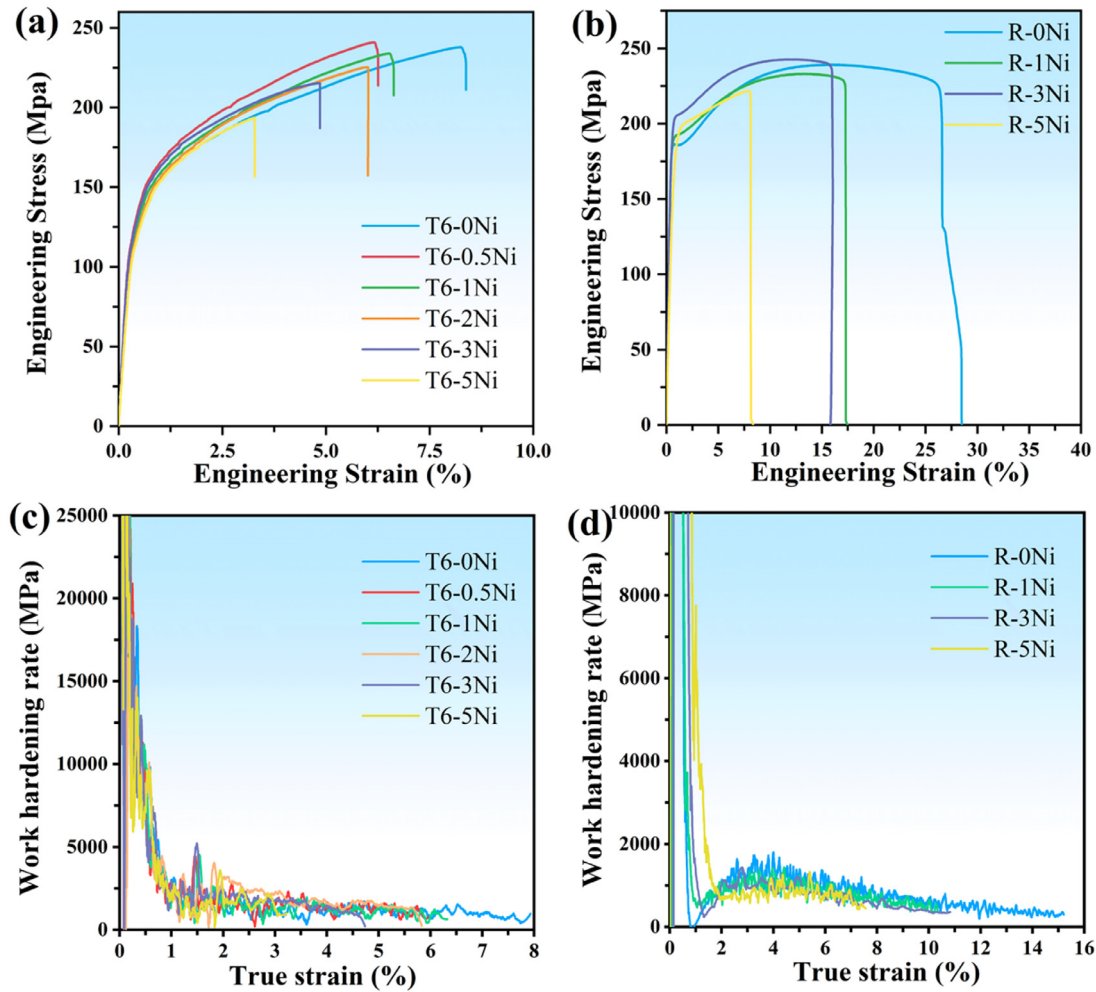 (a)
Engineering Stress (Mpa)
250
200
150
100
50
0
T6-0Ni
T6-0.5Ni
T6-1Ni
T6-2Ni
T6-3Ni
T6-5Ni
0.0 2.5 5.0 7.5 10.0
Engineering Strain (%)
(b)
Engineering Stress (Mpa)
250
200
150
100
50
0
R-0Ni
R-1Ni
R-3Ni
R-5Ni
0 5 10 15 20 25 30 35 40
Engineering Strain (%)
(c)
Work hardening rate (MPa)
25000
20000
15000
10000
5000
0
T6-0Ni
T6-0.5Ni
T6-1Ni
T6-2Ni
T6-3Ni
T6-5Ni
0 1 2 3 4 5 6 7 8
True strain (%)
(d)
Work hardening rate (MPa)
10000
8000
6000
4000
2000
0
R-0Ni
R-1Ni
R-3Ni
R-5Ni
0 2 4 6 8 10 12 14 16
True strain (%)